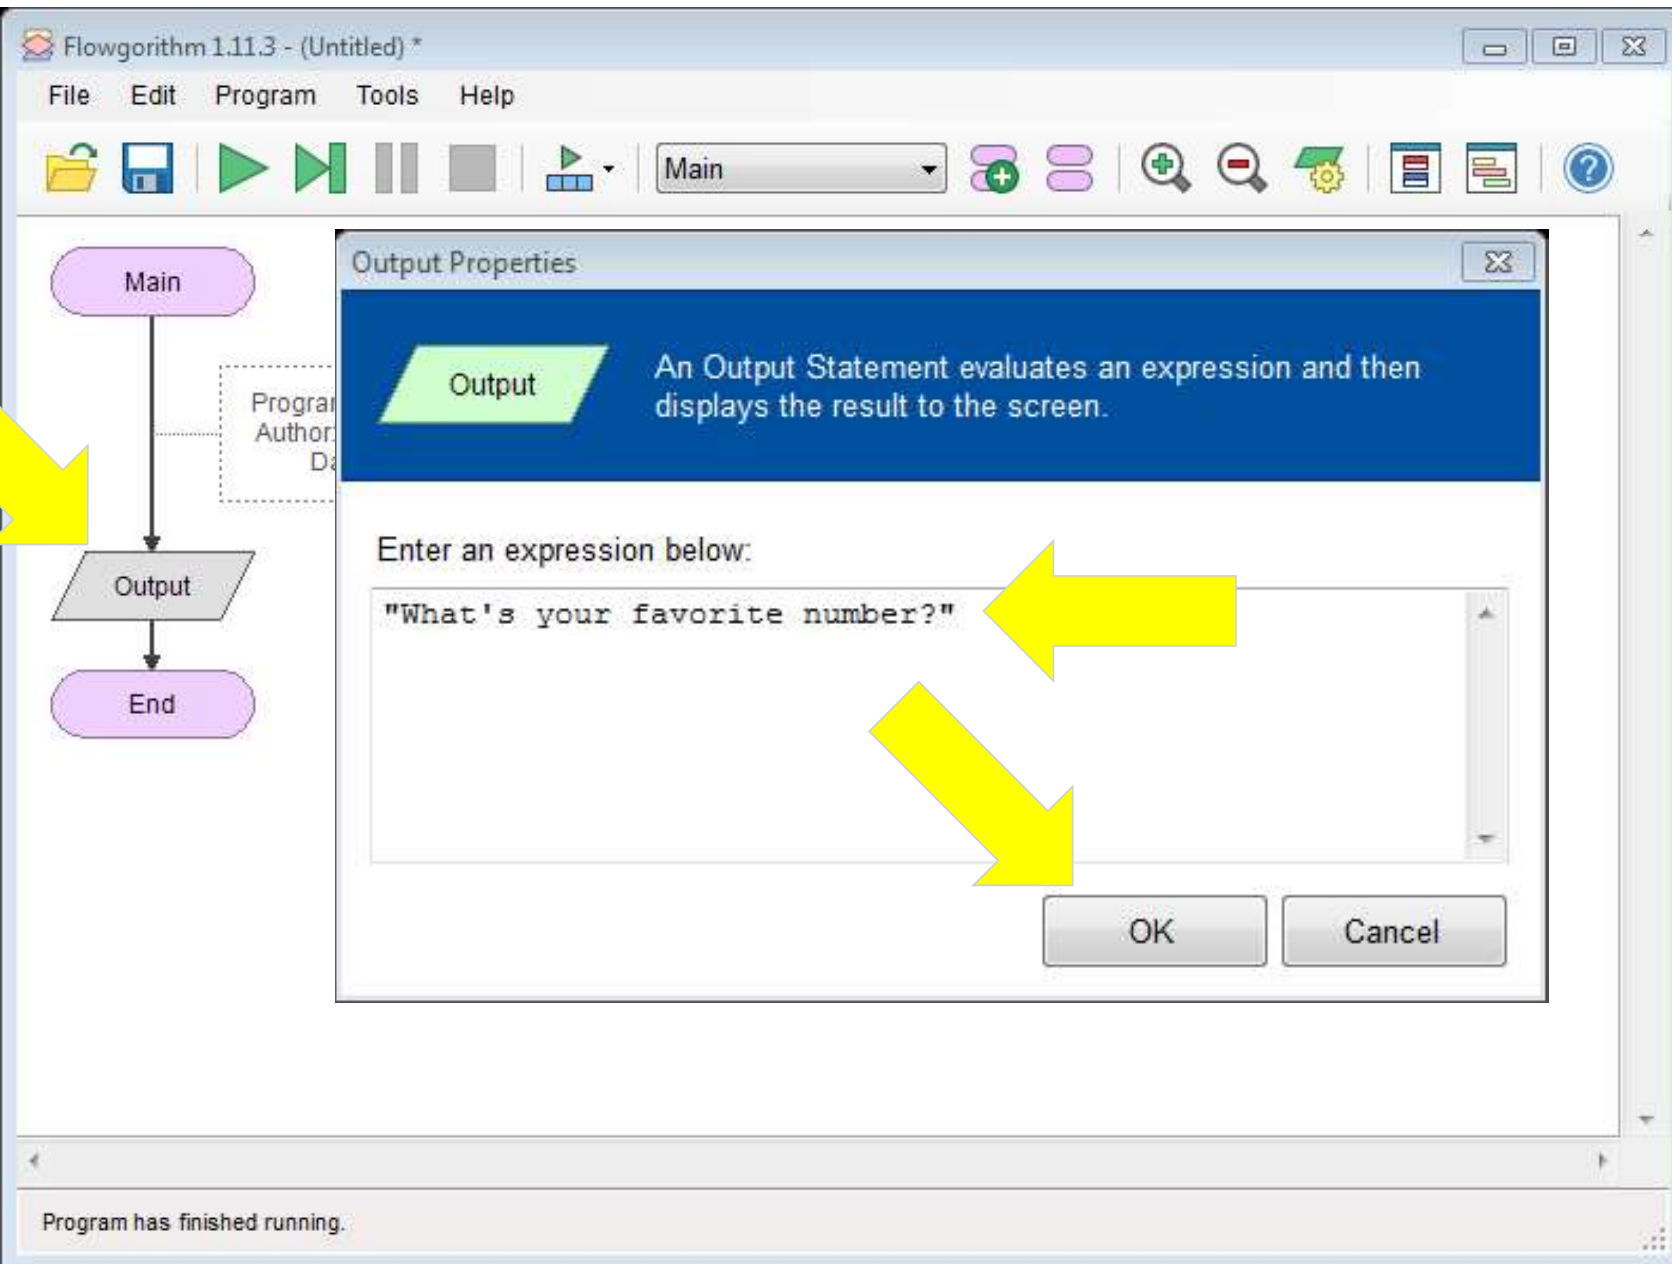 Flowgorithm 1.11.3 - (Untitled) *
File Edit Program Tools Help
Main
Main
Output Properties
Output
An Output Statement evaluates an expression and then
displays the result to the screen.
Author:
Output
End
Enter an expression below:
"What's your favorite number?"
OK Cancel
Program has finished running.